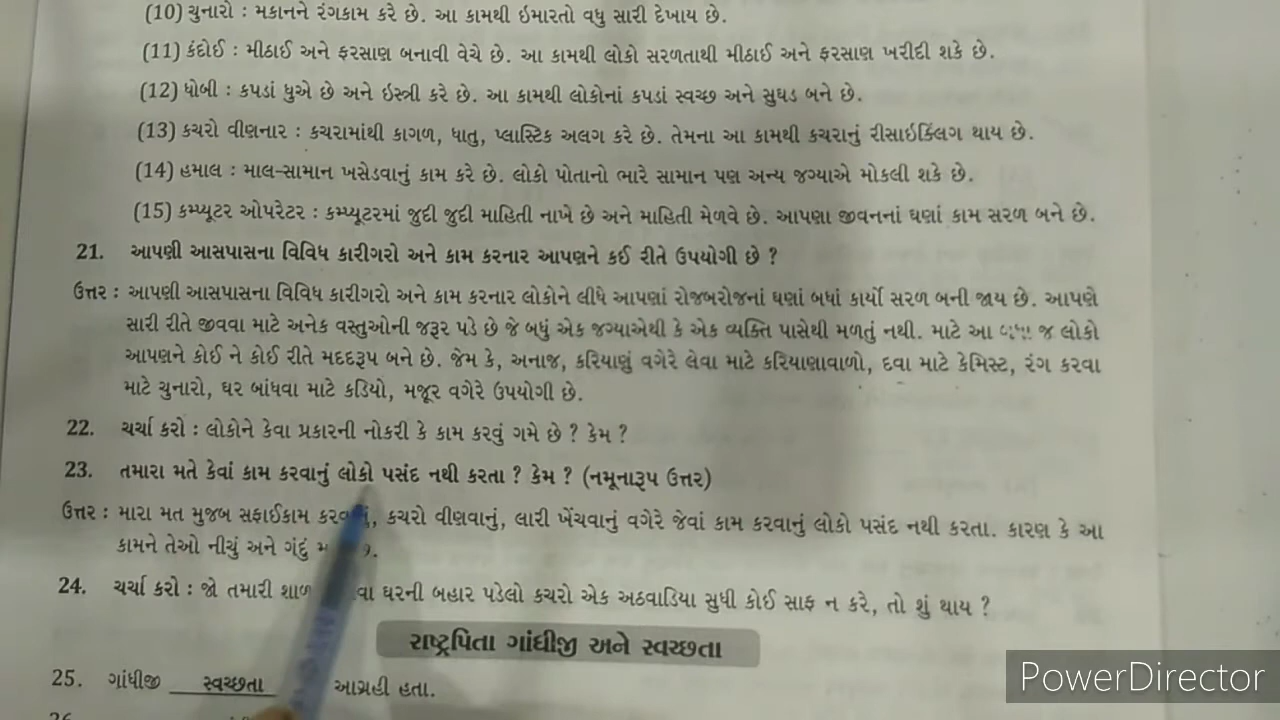 (10) ચુનારો : મકાનને રંગકામ કરે છે. આ કામથી ઇમારતો વધુ સારી દેખાય છે.
(11) કંદોઈ : મીઠાઈ અને ફરસાણ બનાવી વેચે છે. આ કામથી લોકો સરળતાથી મીઠાઈ અને ફરસાણ ખરીદી શકે છે.
(12) ધોબી : કપડાં ધુએ છે અને ઇસ્ત્રી કરે છે. આ કામથી લોકોનાં કપડાં સ્વચ્છ અને સુઘડ બને છે.
(13) કચરો વીણનાર : કચરામાંથી કાગળ, ધાતુ, પ્લાસ્ટિક અલગ કરે છે. તેમના આ કામથી કચરાનું રીસાઇક્લિંગ થાય છે.
(14) હમાલ : માલ-સામાન ખસેડવાનું કામ કરે છે. લોકો પોતાનો ભારે સામાન પણ અન્ય જગ્યાએ મોકલી શકે છે.
(15) કમ્પ્યૂટર ઓપરેટર : કમ્પ્યૂટરમાં જુદી જુદી માહિતી નાખે છે અને માહિતી મેળવે છે. આપણા જીવનનાં ઘણાં કામ સરળ બને છે.
21. આપણી આસપાસના વિવિધ કારીગરો અને કામ કરનાર આપણને કઈ રીતે ઉપયોગી છે ?
ઉત્તર : આપણી આસપાસના વિવિધ કારીગરો અને કામ કરનાર લોકોને લીધે આપણાં રોજબરોજનાં ઘણાં બધાં કાર્યો સરળ બની જાય છે. આપણે
સારી રીતે જીવવા માટે અનેક વસ્તુઓની જરૂર પડે છે જે બધું એક જગ્યાએથી કે એક વ્યક્તિ પાસેથી મળતું નથી. માટે આ જ લોકો
આપણને કોઈ ને કોઈ રીતે મદદરૂપ બને છે. જેમ કે, અનાજ, કરિયાણું વગેરે લેવા માટે કરિયાણાવાળો, દવા માટે કેમિસ્ટ, રંગ કરવા
માટે ચુનારો, ઘર બાંધવા માટે કડિયો, મજૂર વગેરે ઉપયોગી છે.
22. ચર્ચા કરો : લોકોને કેવા પ્રકારની નોકરી કે કામ કરવું ગમે છે ? કેમ ?
23. તમારા મતે કેવાં કામ કરવાનું લોકો પસંદ નથી કરતા ? કેમ ? (નમૂનારૂપ ઉત્તર)
ઉત્તર : મારા મત મુજબ સફાઈકામ કચરો વીણવાનું, લારી ખેંચવાનું વગેરે જેવાં કામ કરવાનું લોકો પસંદ નથી કરતા. કારણ કે આ
કામને તેઓ નીચું અને ગંદું
24. ચર્ચા કરો : જો તમારી ઘરની બહાર પડેલો કચરો એક અઠવાડિયા સુધી કોઈ સાફ ન કરે, તો શું થાય ?
રાષ્ટ્રપિતા ગાંધીજી અને સ્વચ્છતા
25. ગાંધીજી સ્વચ્છતા આગ્રહી હતા.
PowerDirector